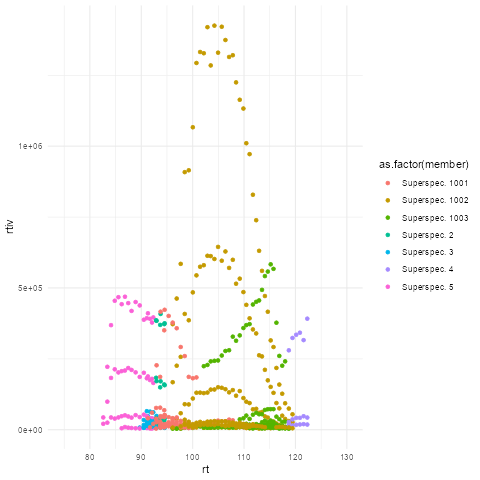 1e+06
5e+05
0e+00
rtiv
80
90
100
110
120
130
rt
as.factor(member)
Superspec. 1001
Superspec. 1002
Superspec. 1003
Superspec. 2
Superspec. 3
Superspec. 4
Superspec. 5